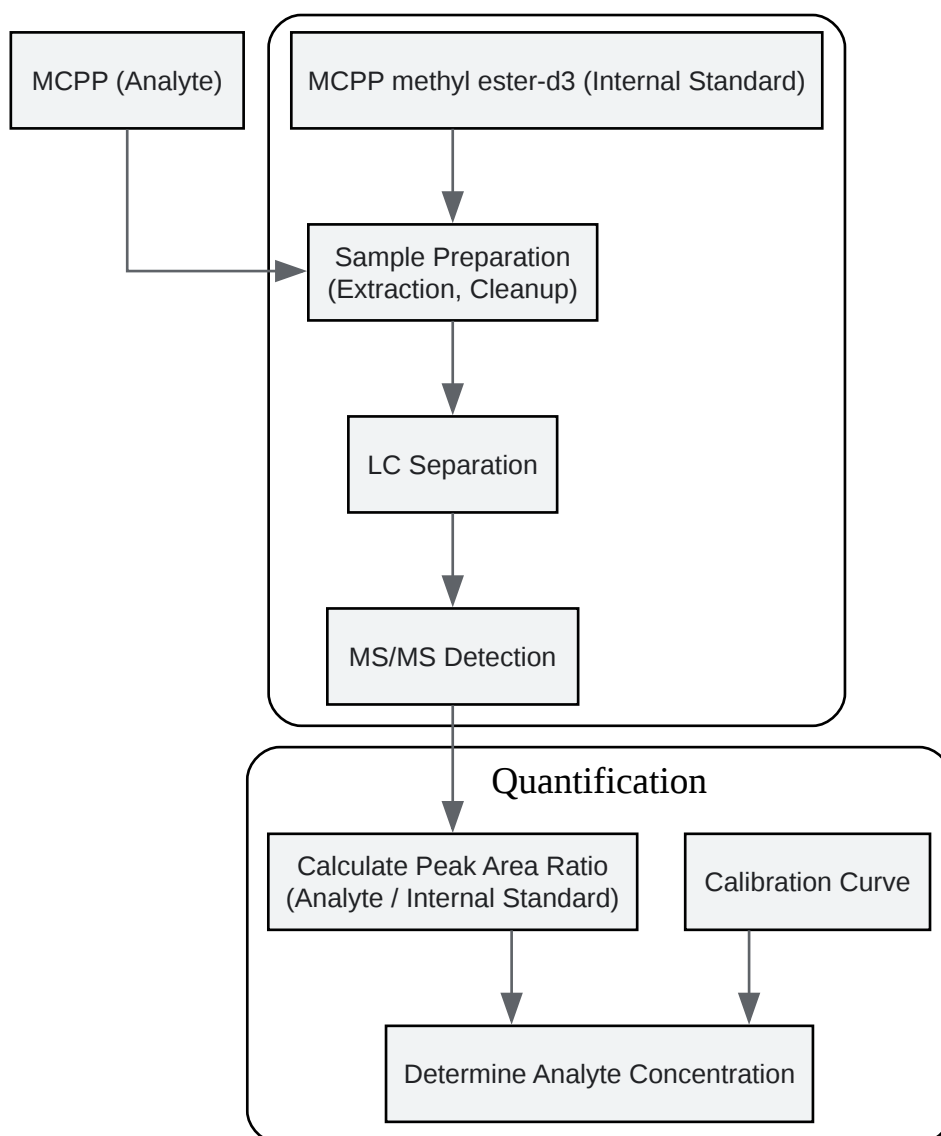 MCPP (Analyte)
MCPP methyl ester-d3 (Internal Standard)
Sample Preparation
(Extraction, Cleanup)
LC Separation
MS/MS Detection
Quantification
Calculate Peak Area Ratio
(Analyte / Internal Standard)
Calibration Curve
Determine Analyte Concentration